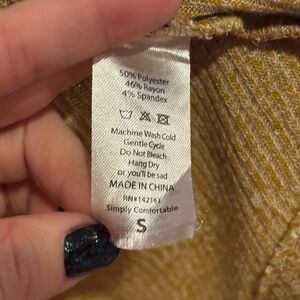 50% Polyester
46% Rayon
4% Spandex
Machine Wash Cold
Gentle Cycle
Do Not Bleach
Hang Dry
or you'll be sad
MADE IN CHINA
RN#142161
Simply Comfortable
S